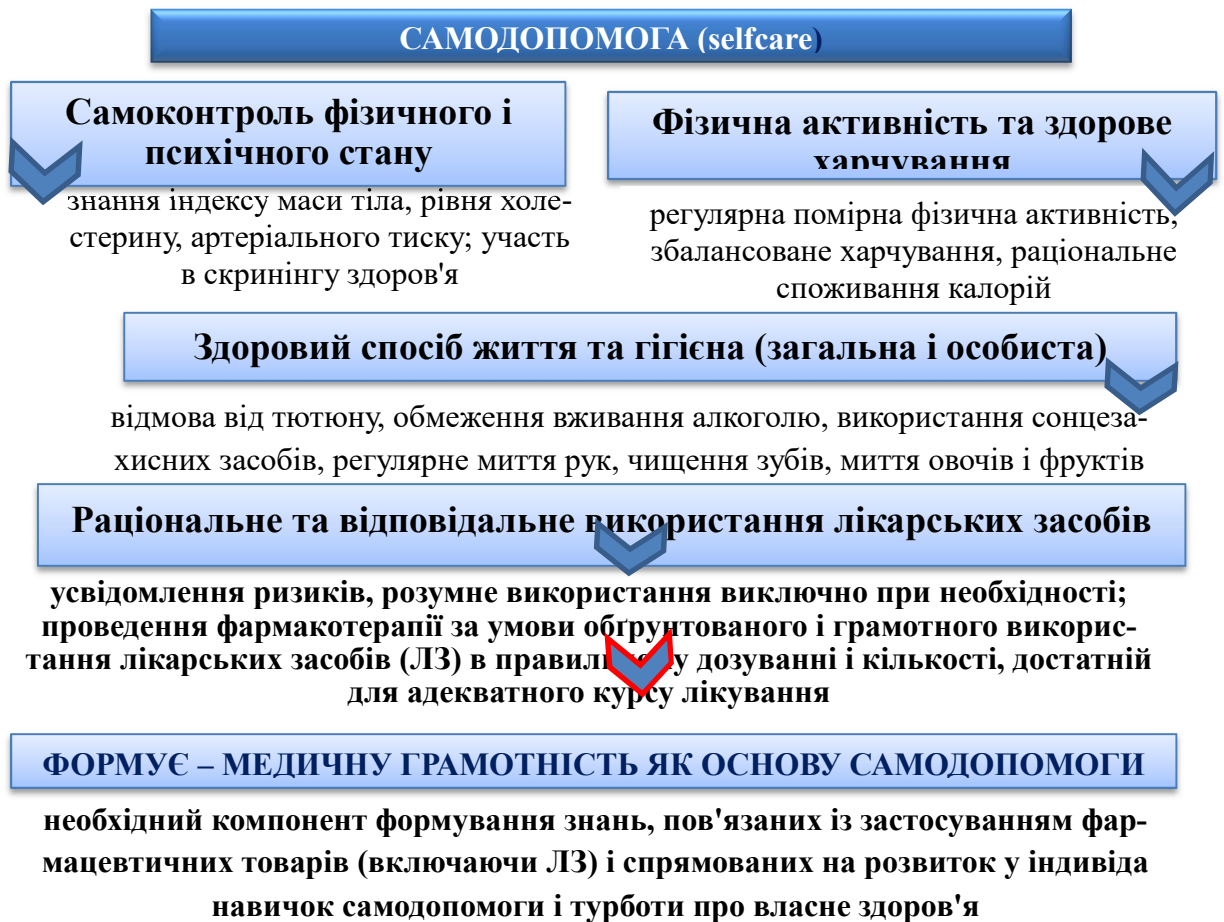 САМОДОПОМОГА (selfcare)
Самоконтроль фізичного і
психічного стану
знання індексу маси тіла, рівня холе-
стерину, артеріального тиску; участь
в скринінгу здоров'я
Фізична активність та здорове
харчування
регулярна помірна фізична активність,
збалансоване харчування, раціональне
споживання калорій
Здоровий спосіб життя та гігієна (загальна і особиста)
відмова від тютюну, обмеження вживання алкоголю, використання сонцеза-
хисних засобів, регулярне миття рук, чищення зубів, миття овочів і фруктів
Раціональне та відповідальне використання лікарських засобів
усвідомлення ризиків, розумне використання виключно при необхідності;
проведення фармакотерапії за умови обґрунтованого і грамотного викорис-
тання лікарських засобів (ЛЗ) в правильному дозуванні і кількості, достатній
для адекватного курсу лікування
ФОРМУЄ – МЕДИЧНУ ГРАМОТНІСТЬ ЯК ОСНОВУ САМОДОПОМОГИ
необхідний компонент формування знань, пов'язаних із застосуванням фар-
мацевтичних товарів (включаючи ЛЗ) і спрямованих на розвиток у індивіда
навичок самодопомоги і турботи про власне здоров'я